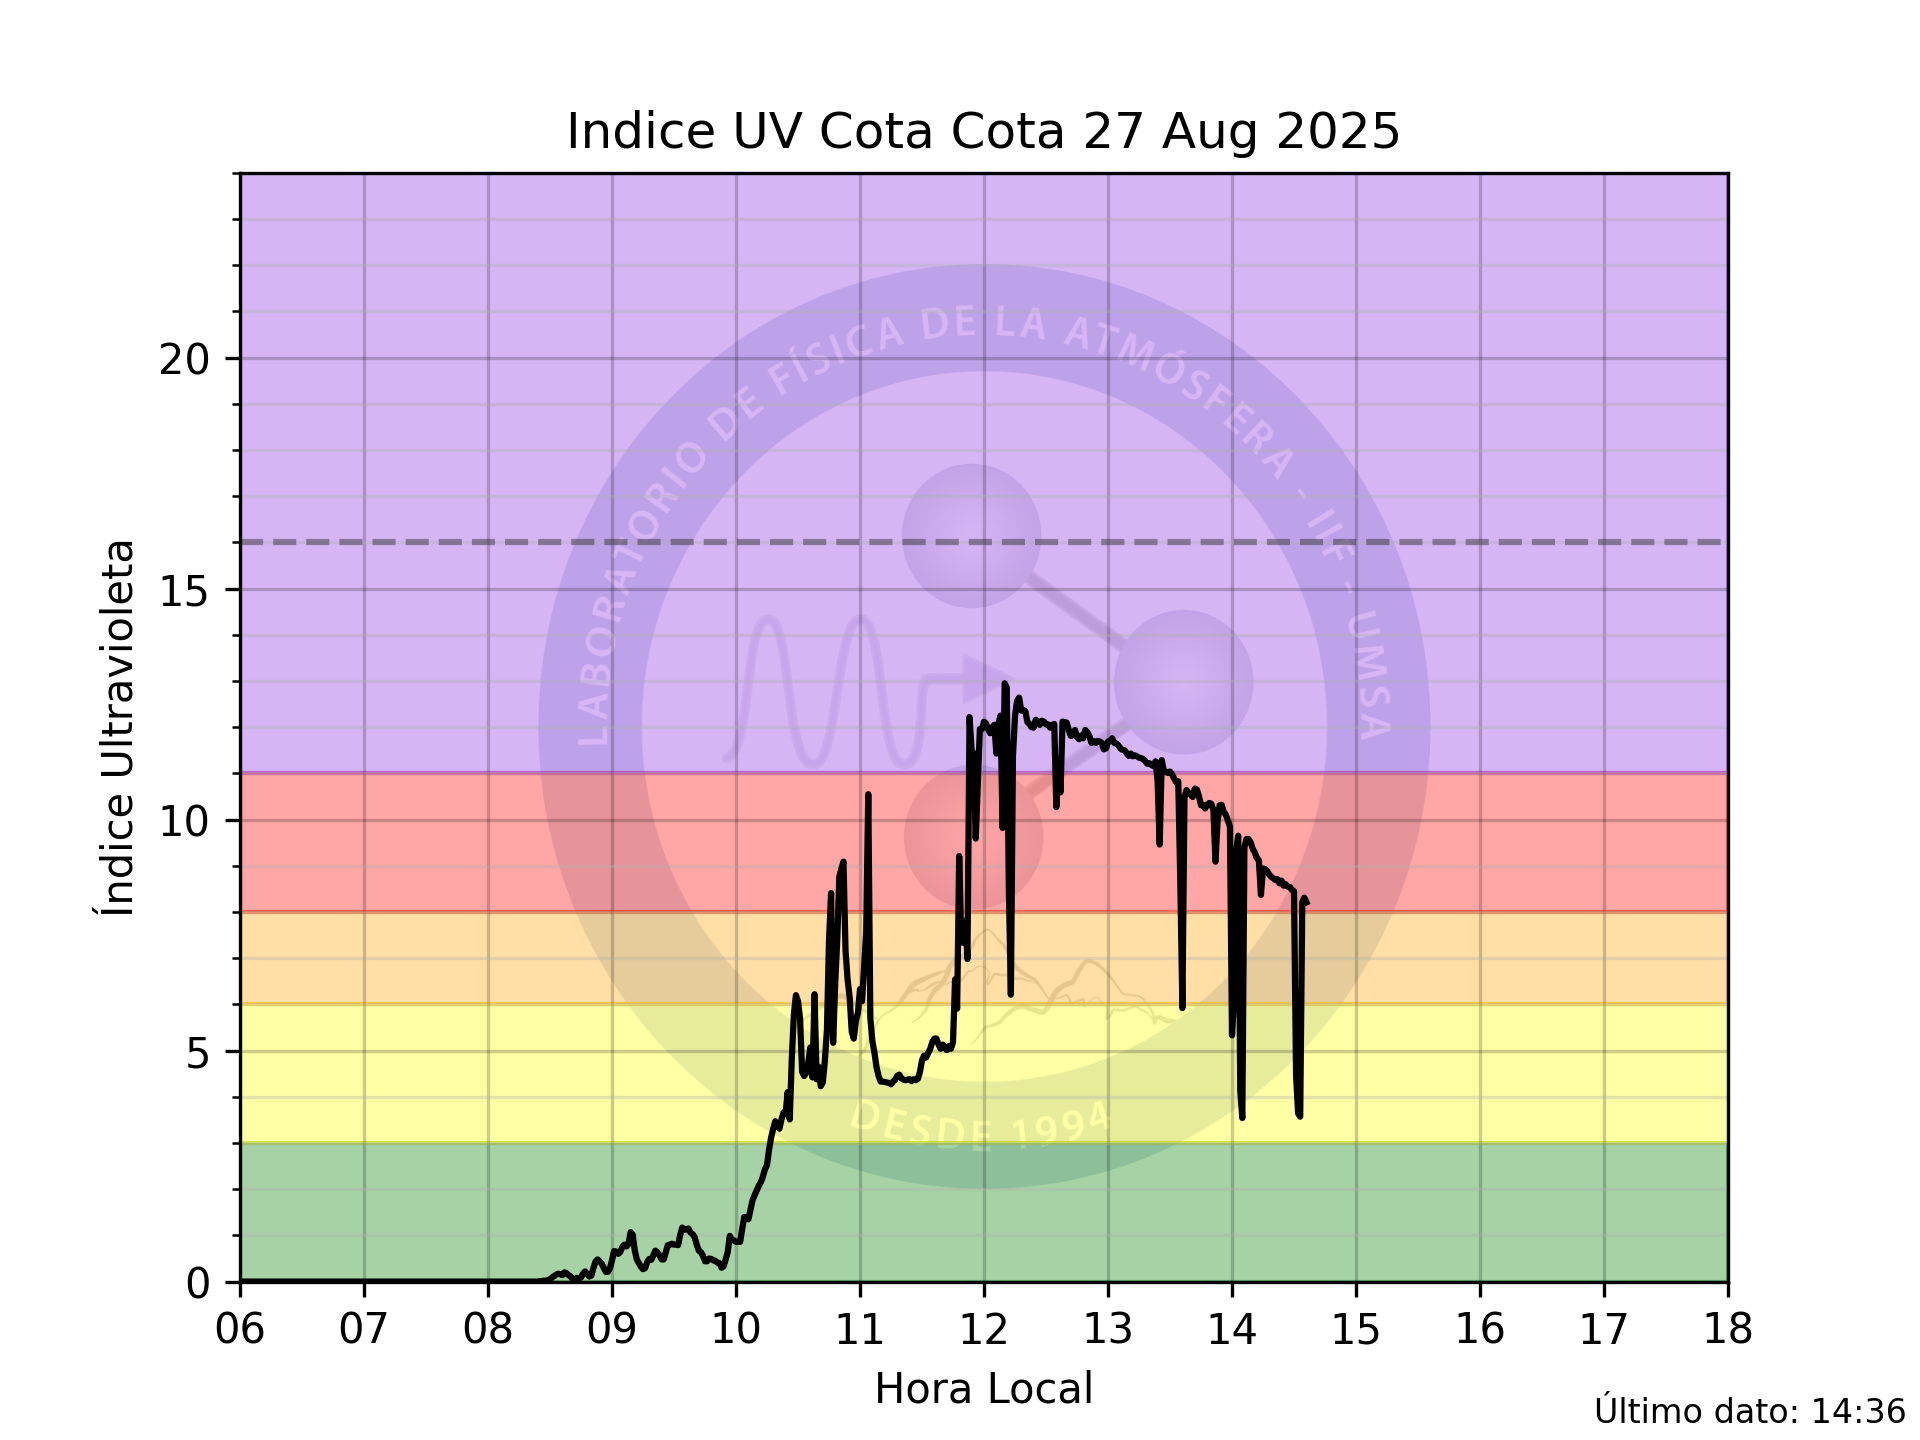 Indice UV Cota Cota 27 Aug 2025
LABORATORIO DE FÍSICA DE LA ATMÓSFERA - IIF - UMSA
DESDE 1994
Índice Ultravioleta
20
15
10
5
0
06 07 08 09 10 11 12 13 14 15 16 17 18
Hora Local
Último dato: 14:36